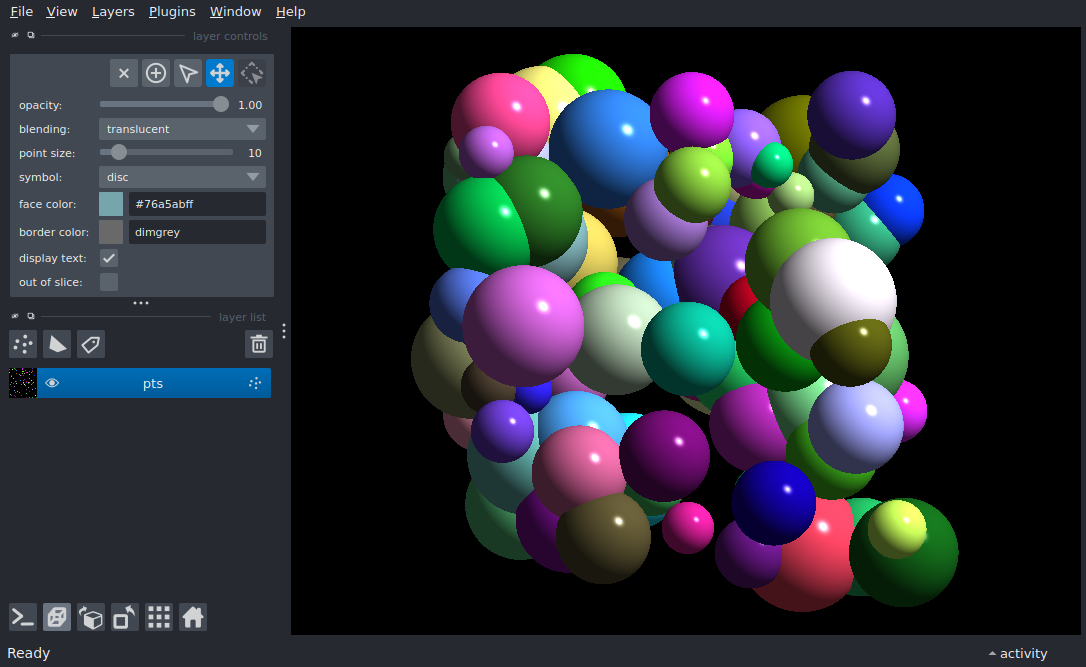 File View Layers Plugins Window Help
layer controls
opacity: 1.00
blending: translucent
point size: 10
symbol: disc
face color: #76a5abff
border color: dimgrey
display text:
out of slice:
layer list
pts
Ready
activity